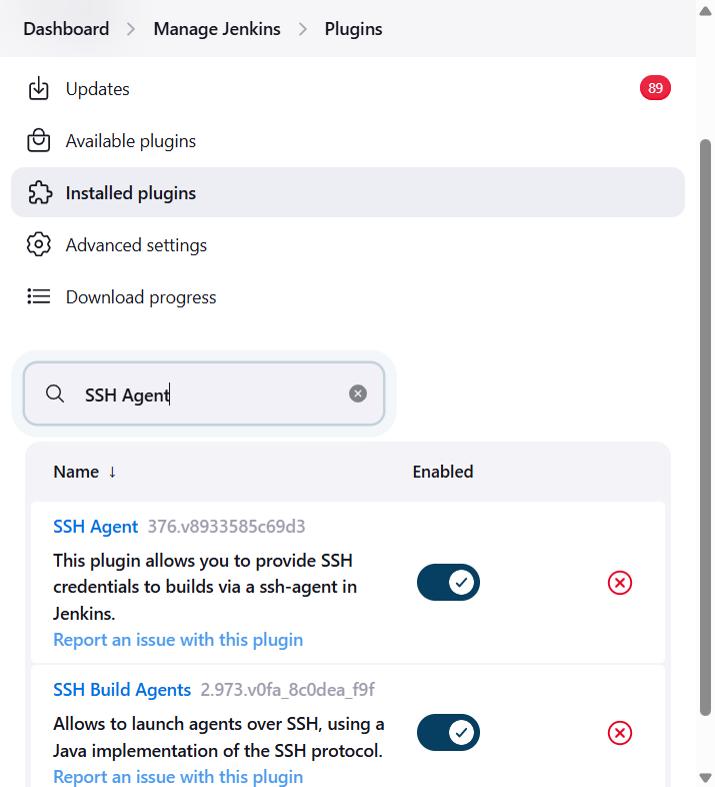 Dashboard > Manage Jenkins > Plugins
Updates 89
Available plugins
Installed plugins
Advanced settings
Download progress
SSH Agent
Name ↓ Enabled
SSH Agent 376.v8933585c69d3
This plugin allows you to provide SSH
credentials to builds via a ssh-agent in
Jenkins.
Report an issue with this plugin
SSH Build Agents 2.973.v0fa_8c0dea_f9f
Allows to launch agents over SSH, using a
Java implementation of the SSH protocol.
Report an issue with this plugin